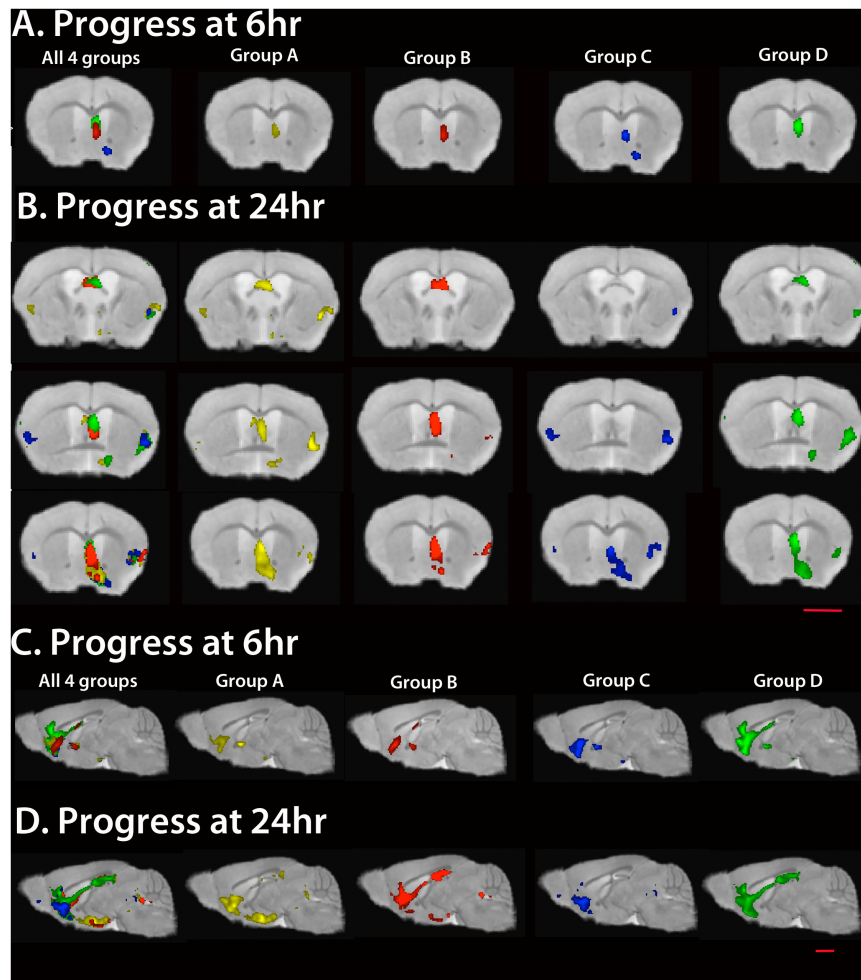 A. Progress at 6hr
All 4 groups Group A Group B Group C Group D
B. Progress at 24hr
C. Progress at 6hr
All 4 groups Group A Group B Group C Group D
D. Progress at 24hr